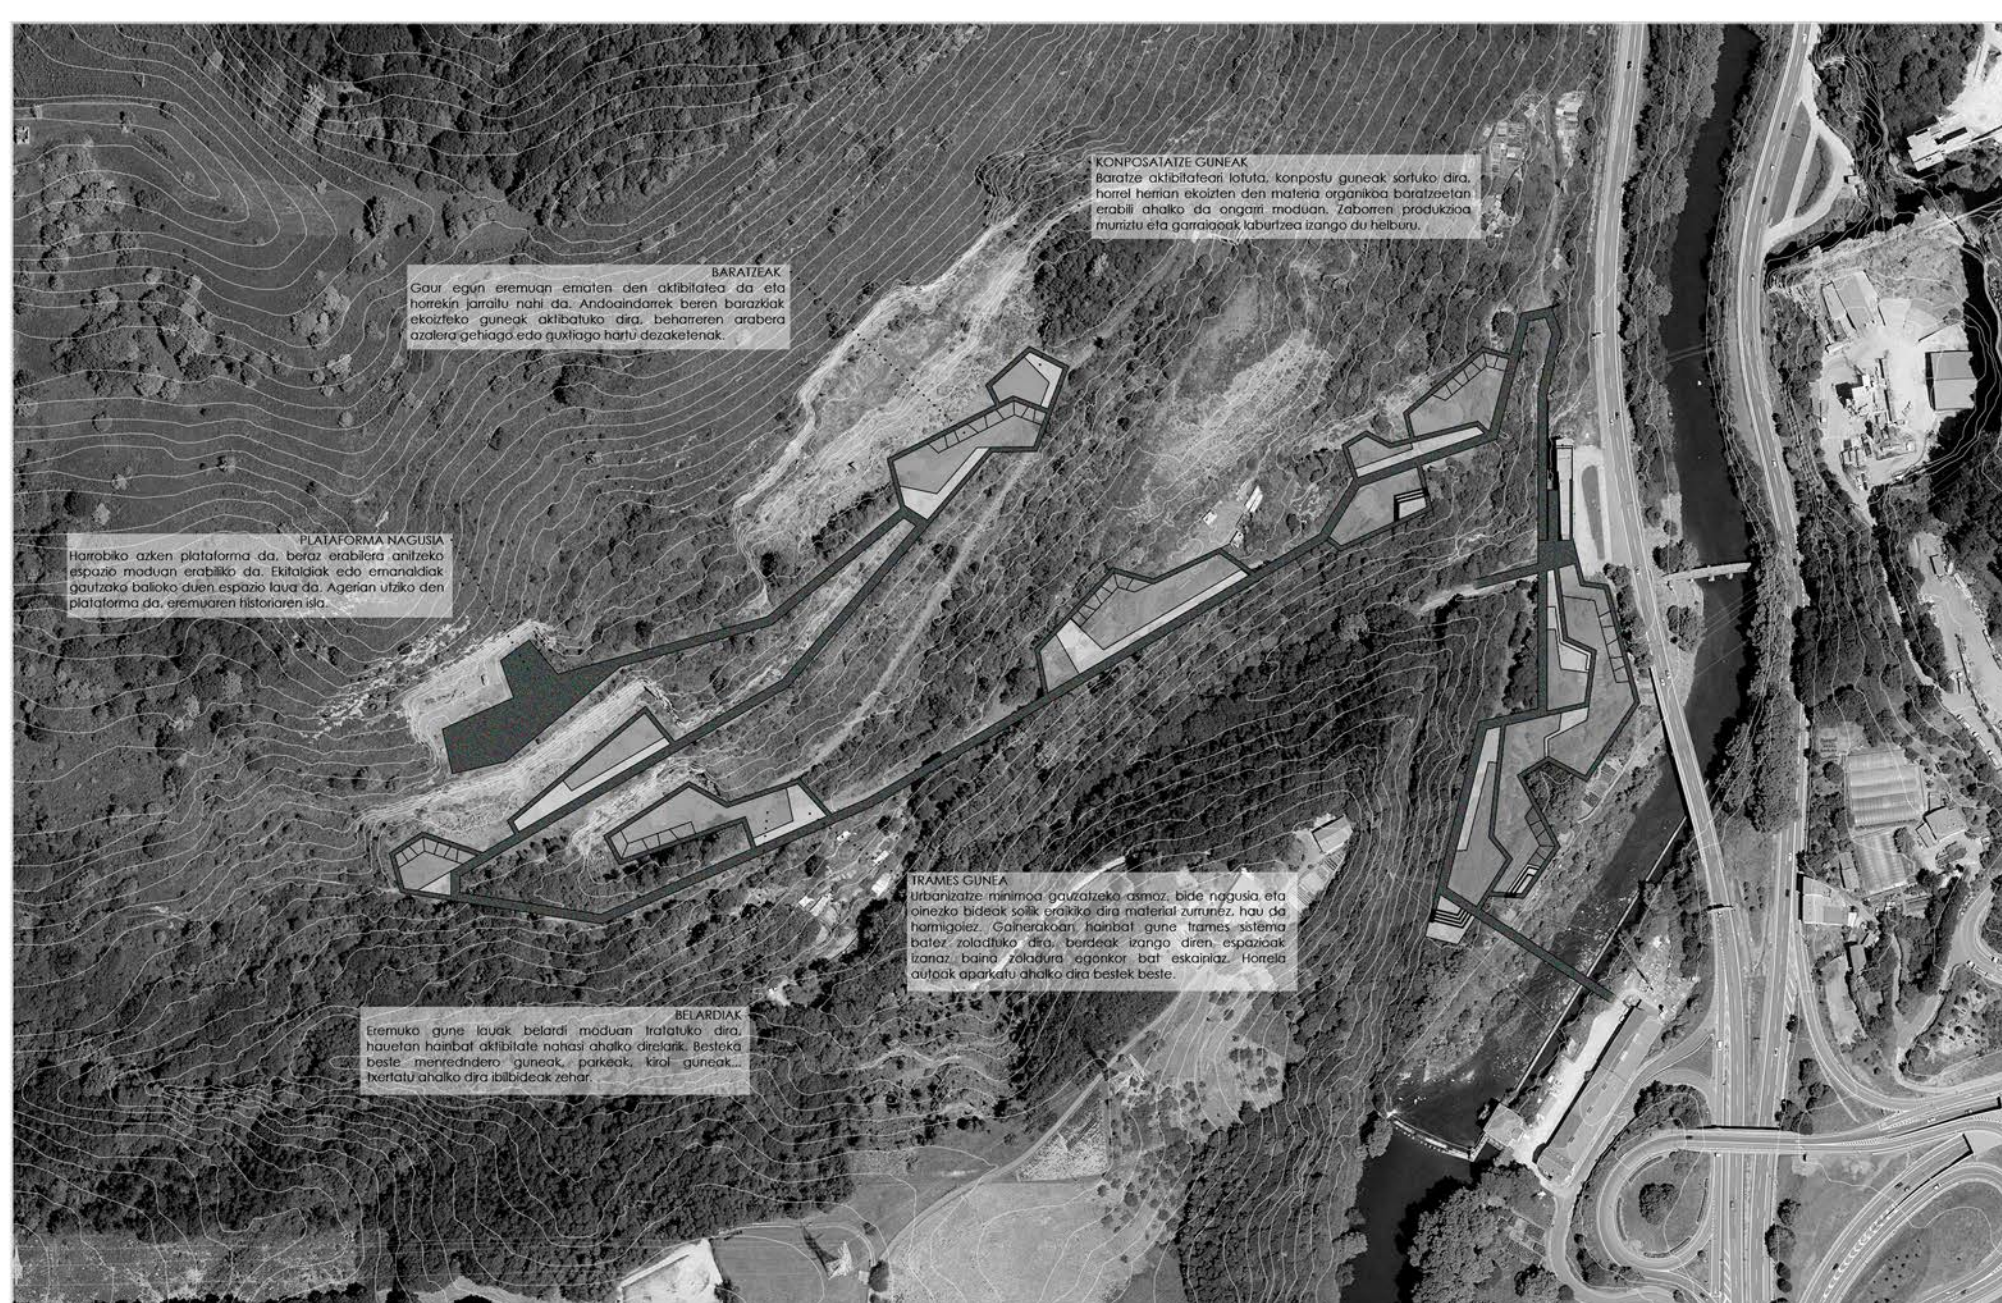 KONPOSATATZE GUNEAK
Baratze aktibitateari lotuta, konpostu guneak sortuko dira,
horrel herrian ekoizten den materia organikoa baratzeetan
erabili ahalko da ongarri moduan. Zaborren produkzioa
murriztu eta garraiaoak laburtzea izango du helburu.
BARATZEAK
Gaur egun eremuan ematen den aktibitatea da eta
horrekin jarraitu nahi da. Andoaindarrek beren barazkiak
ekoizteko guneak aktibatuko dira, beharreren arabera
azalera gehiago edo guxtiago hartu dezaketenak.
PLATAFORMA NAGUSIA
Harrobiko azken plataforma da, beraz erabilera anitzeko
espazio moduan erabiliko da. Ekitaldiak edo emanaldiak
gautzako balioko duen espazio laua da. Agerian utziko den
plataforma da, eremuaren historiaren isla.
TRAMES GUNEA
Urbanizatze minimoa gauzatzeko asmoz, bide nagusia eta
oinezko bideak soilik eraikiko dira material zurrunez, hau da
hormigoiez. Gainerakoan hainbat gune trames sistema
batez zoladtuko dira, berdeak izango diren espazioak
izanaz baina zoladura egonkor bat eskainiaz. Horrela
autoak aparkatu ahalko dira bestek beste.
BELARDIAK
Eremuko gune lauak belardi moduan tratatuko dira,
hauetan hainbat aktibitate nahasi ahalko direlarik. Besteka
beste menredndero guneak, parkeak, kirol guneak...
txertatu ahalko dira ibilbideak zehar.